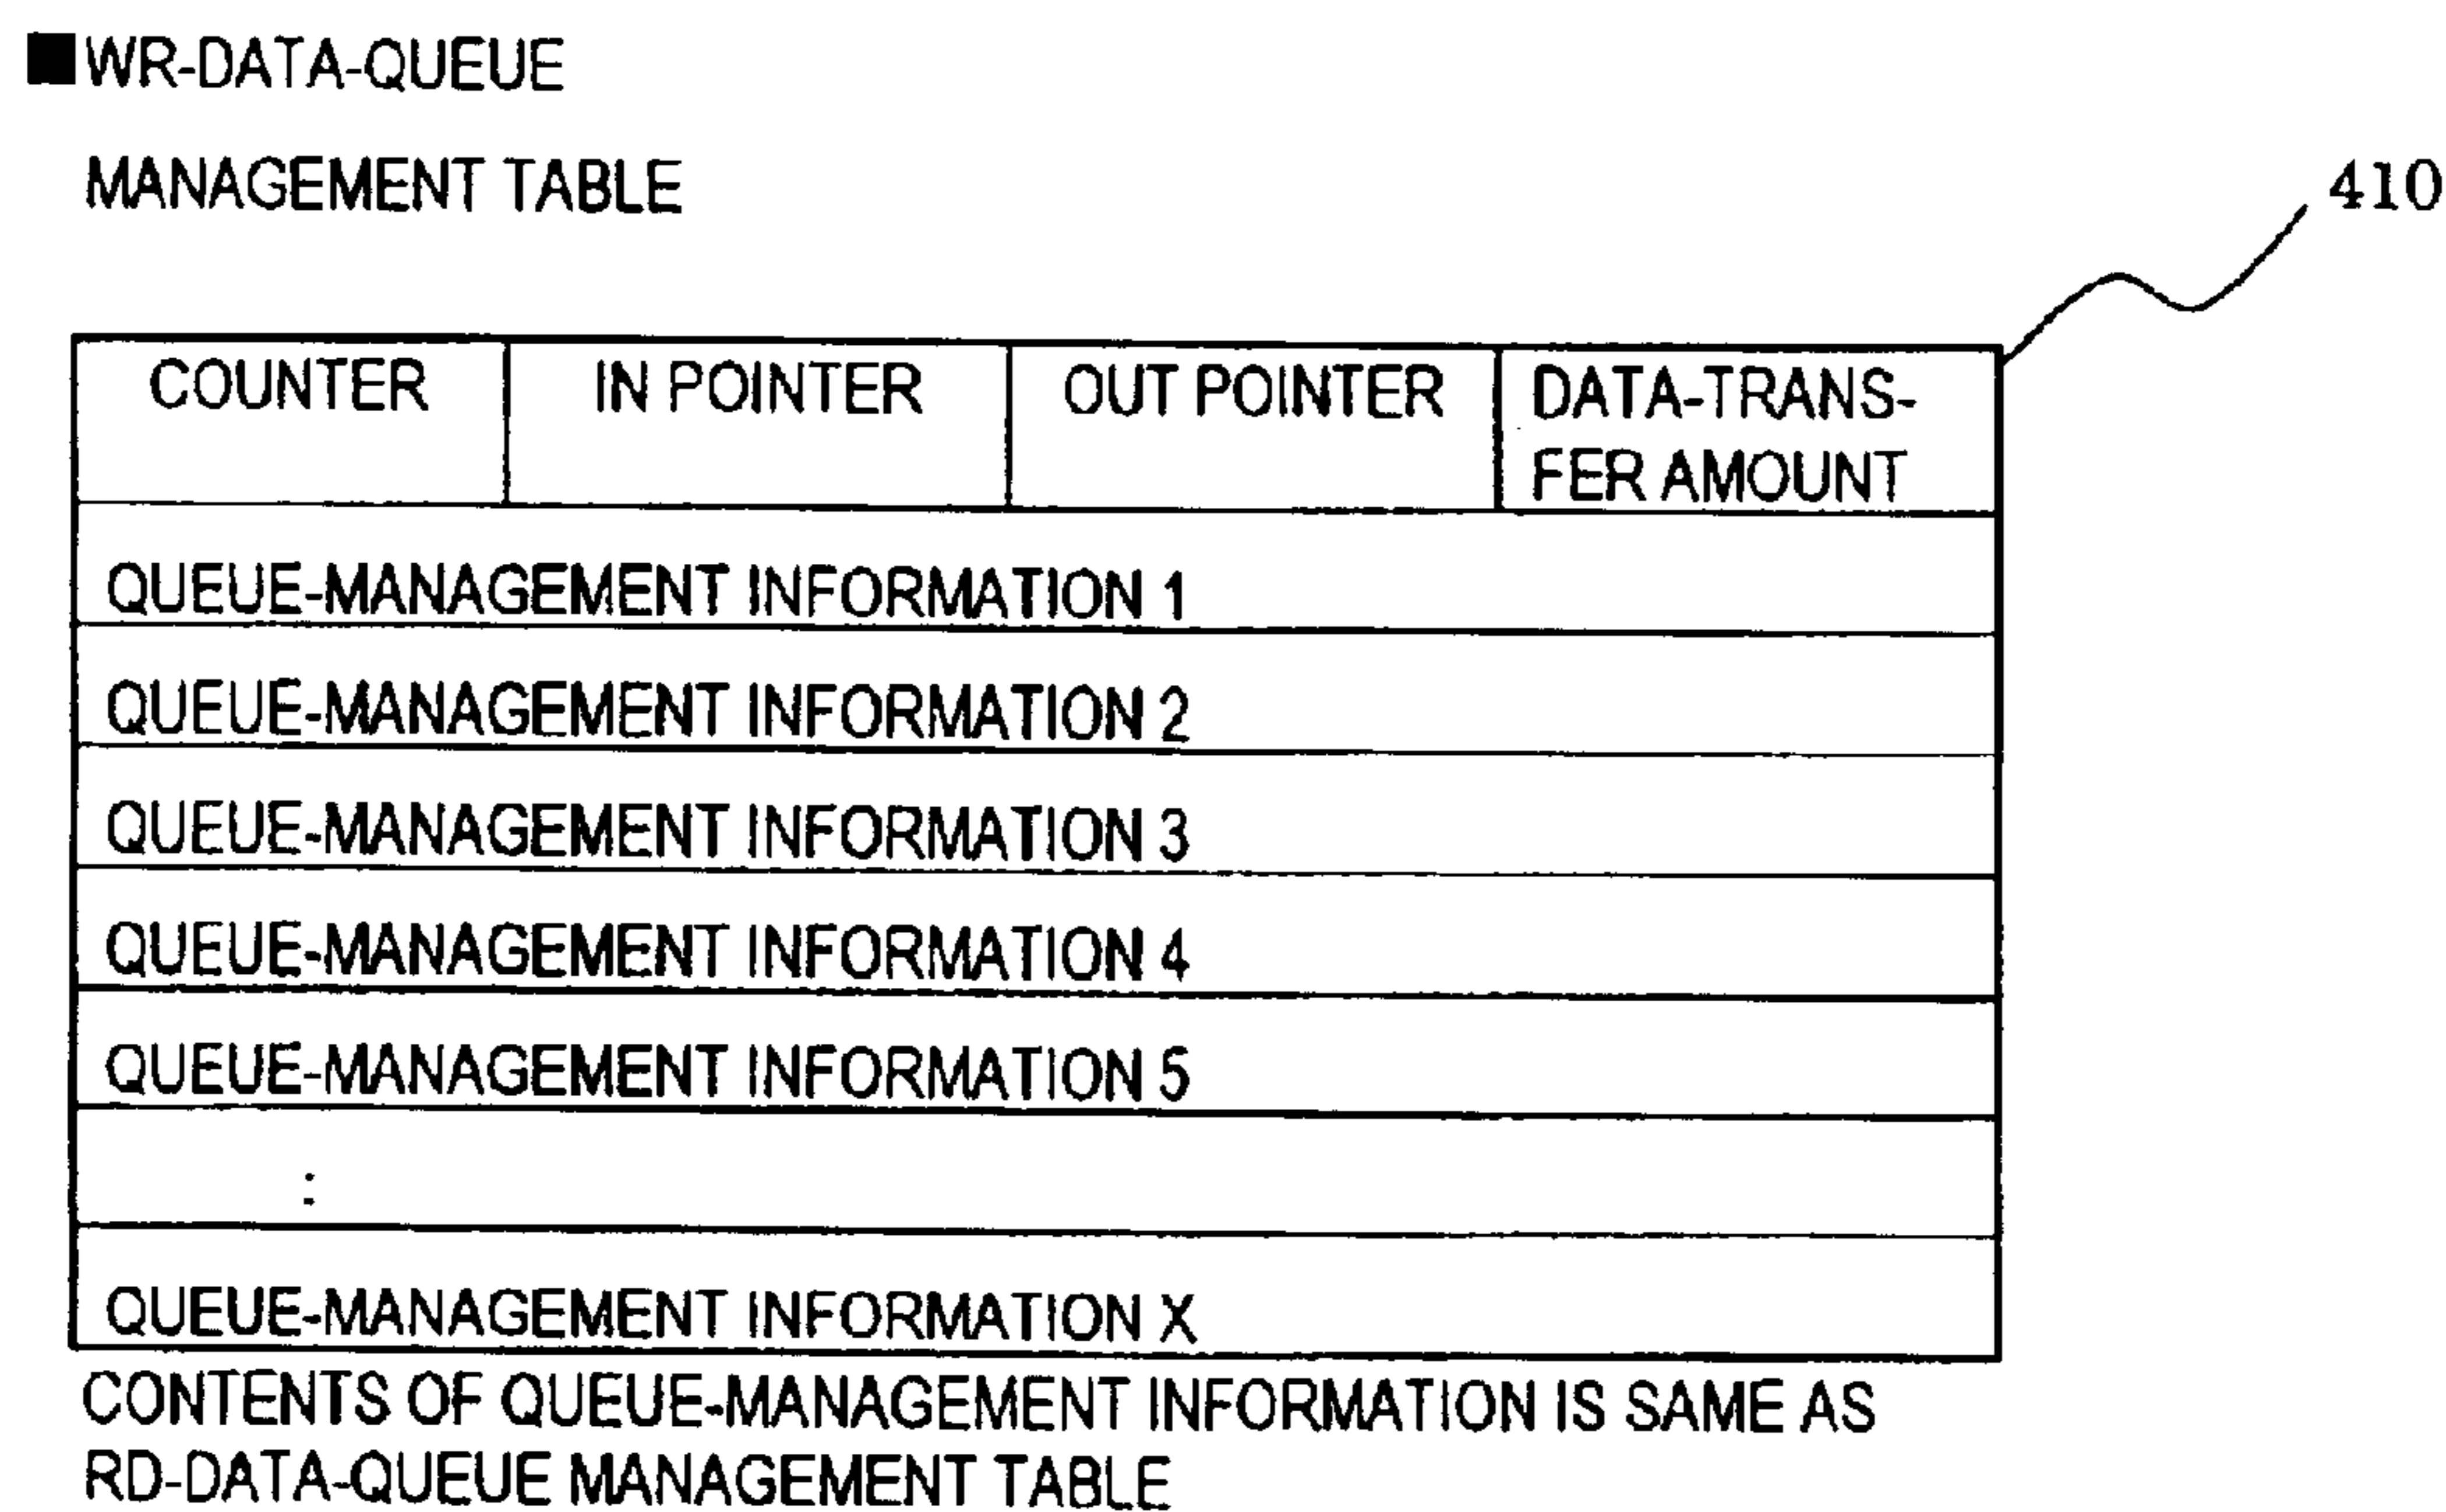 ■WR-DATA-QUEUE
MANAGEMENT TABLE
410
COUNTER IN POINTER OUT POINTER DATA-TRANS-
FER AMOUNT
QUEUE-MANAGEMENT INFORMATION 1
QUEUE-MANAGEMENT INFORMATION 2
QUEUE-MANAGEMENT INFORMATION 3
QUEUE-MANAGEMENT INFORMATION 4
QUEUE-MANAGEMENT INFORMATION 5
:
QUEUE-MANAGEMENT INFORMATION X
CONTENTS OF QUEUE-MANAGEMENT INFORMATION IS SAME AS
RD-DATA-QUEUE MANAGEMENT TABLE